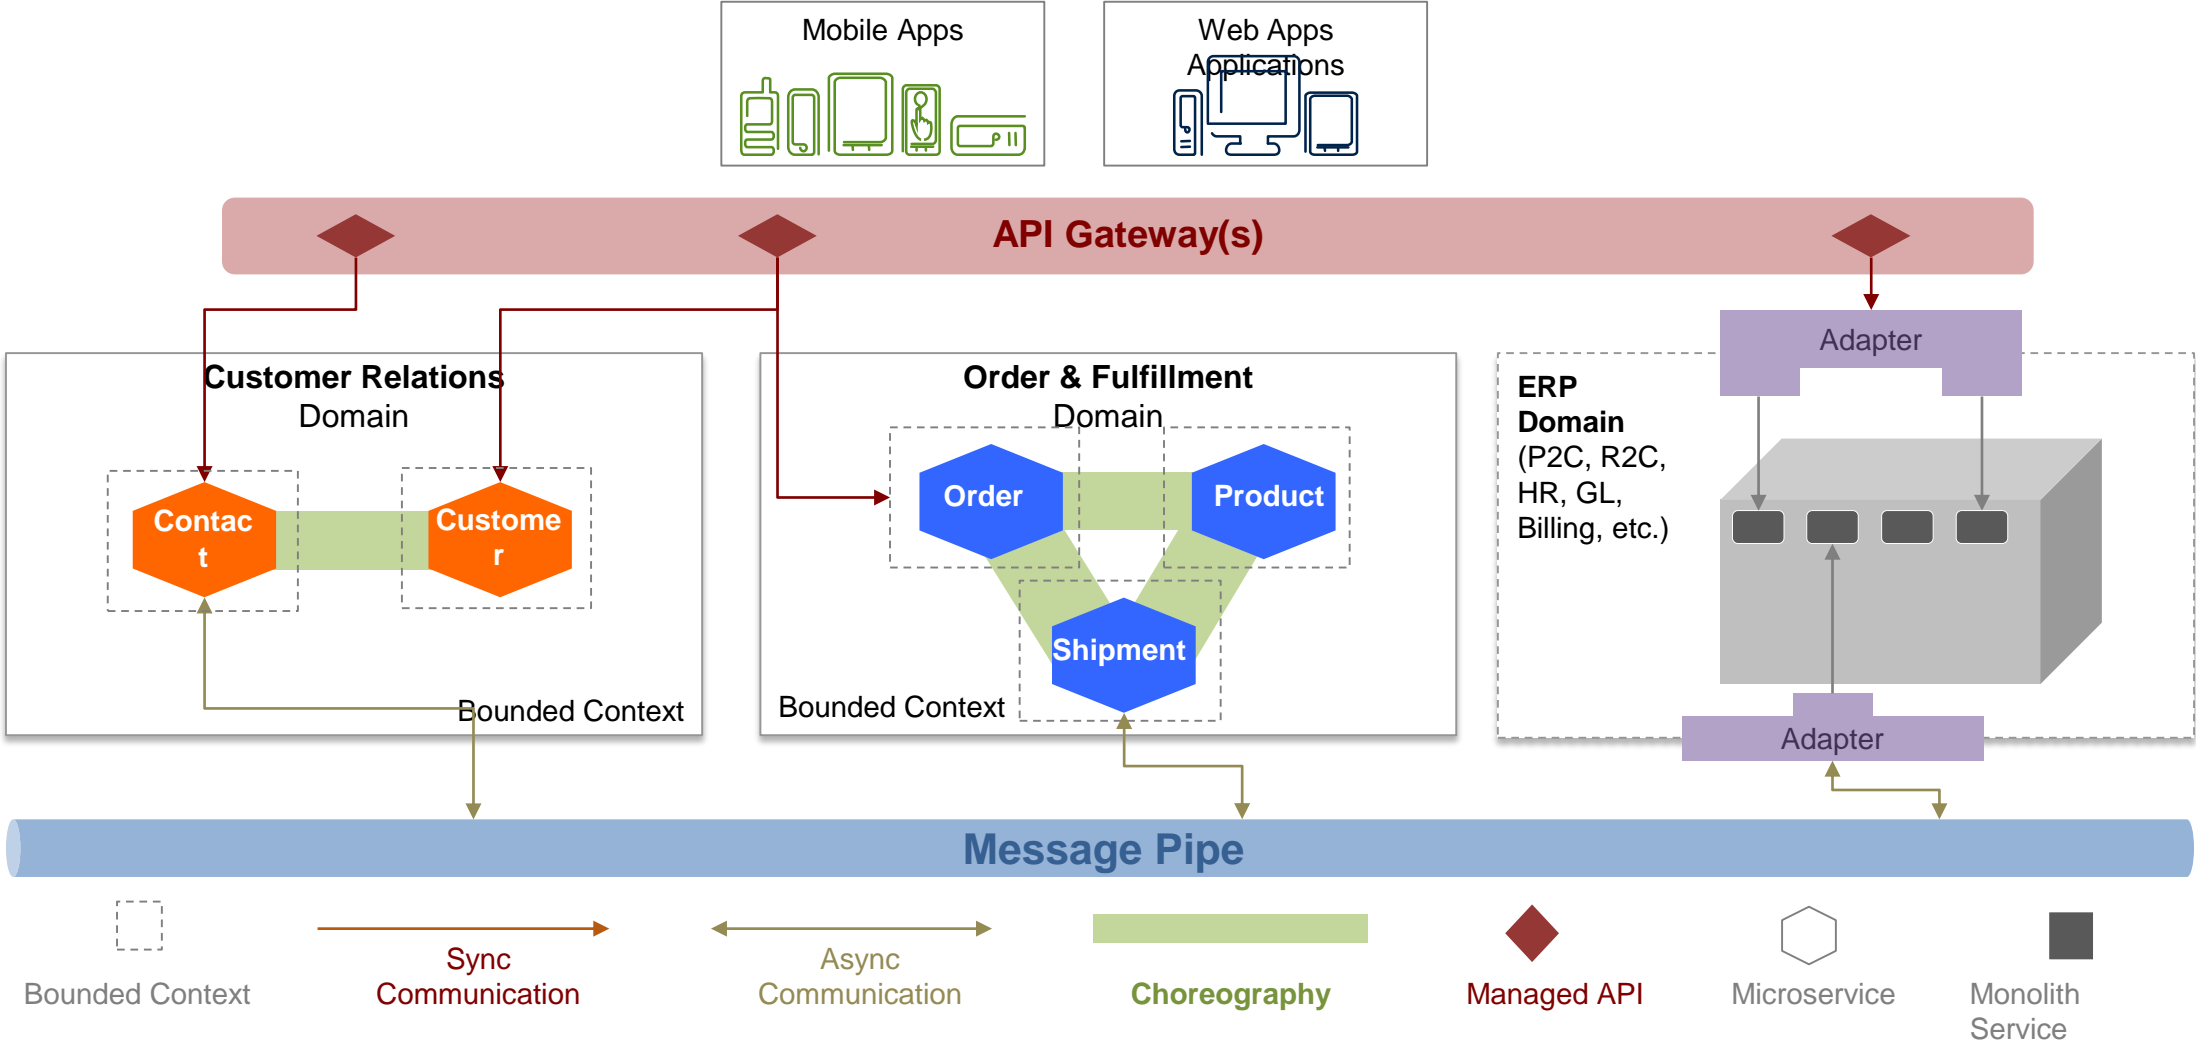 Mobile Apps
Web Apps
Applications
API Gateway(s)
Adapter
Customer Relations
Domain
Order & Fulfillment
Domain
ERP
Domain
(P2C, R2C,
HR, GL,
Billing, etc.)
Contac
t
Custome
r
Order
Product
Shipment
Bounded Context
Bounded Context
Adapter
Message Pipe
Bounded Context
Sync
Communication
Async
Communication
Choreography
Managed API
Microservice
Monolith
Service